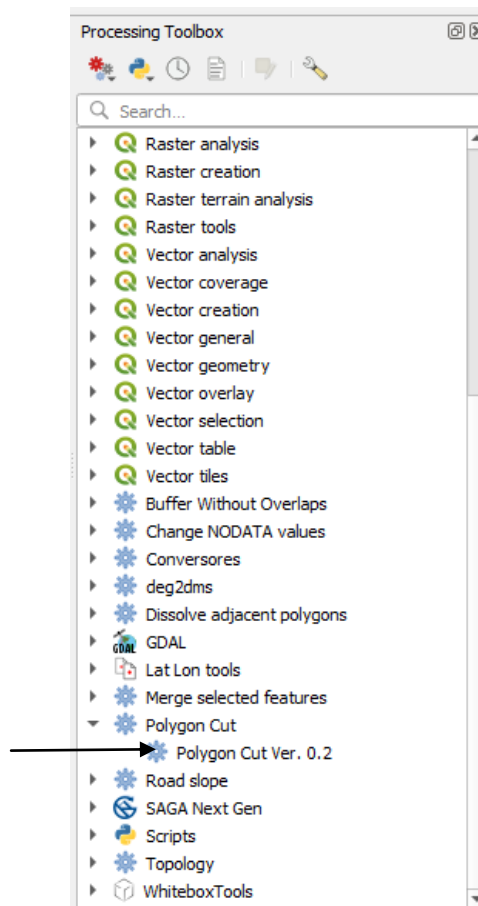 Processing Toolbox
Search...
Raster analysis
Raster creation
Raster terrain analysis
Raster tools
Vector analysis
Vector coverage
Vector creation
Vector general
Vector geometry
Vector overlay
Vector selection
Vector table
Vector tiles
Buffer Without Overlaps
Change NODATA values
Conversores
deg2dms
Dissolve adjacent polygons
GDAL GDAL
Lat Lon tools
Merge selected features
Polygon Cut
Polygon Cut Ver. 0.2
Road slope
SAGA Next Gen
Scripts
Topology
WhiteboxTools